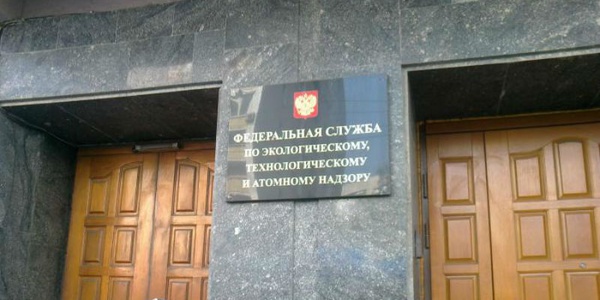 ФЕДЕРАЛЬНАЯ СЛУЖБА
ПО ЭКОЛОГИЧЕСКОМУ,
ТЕХНОЛОГИЧЕСКОМУ
И АТОМНОМУ НАДЗОРУ